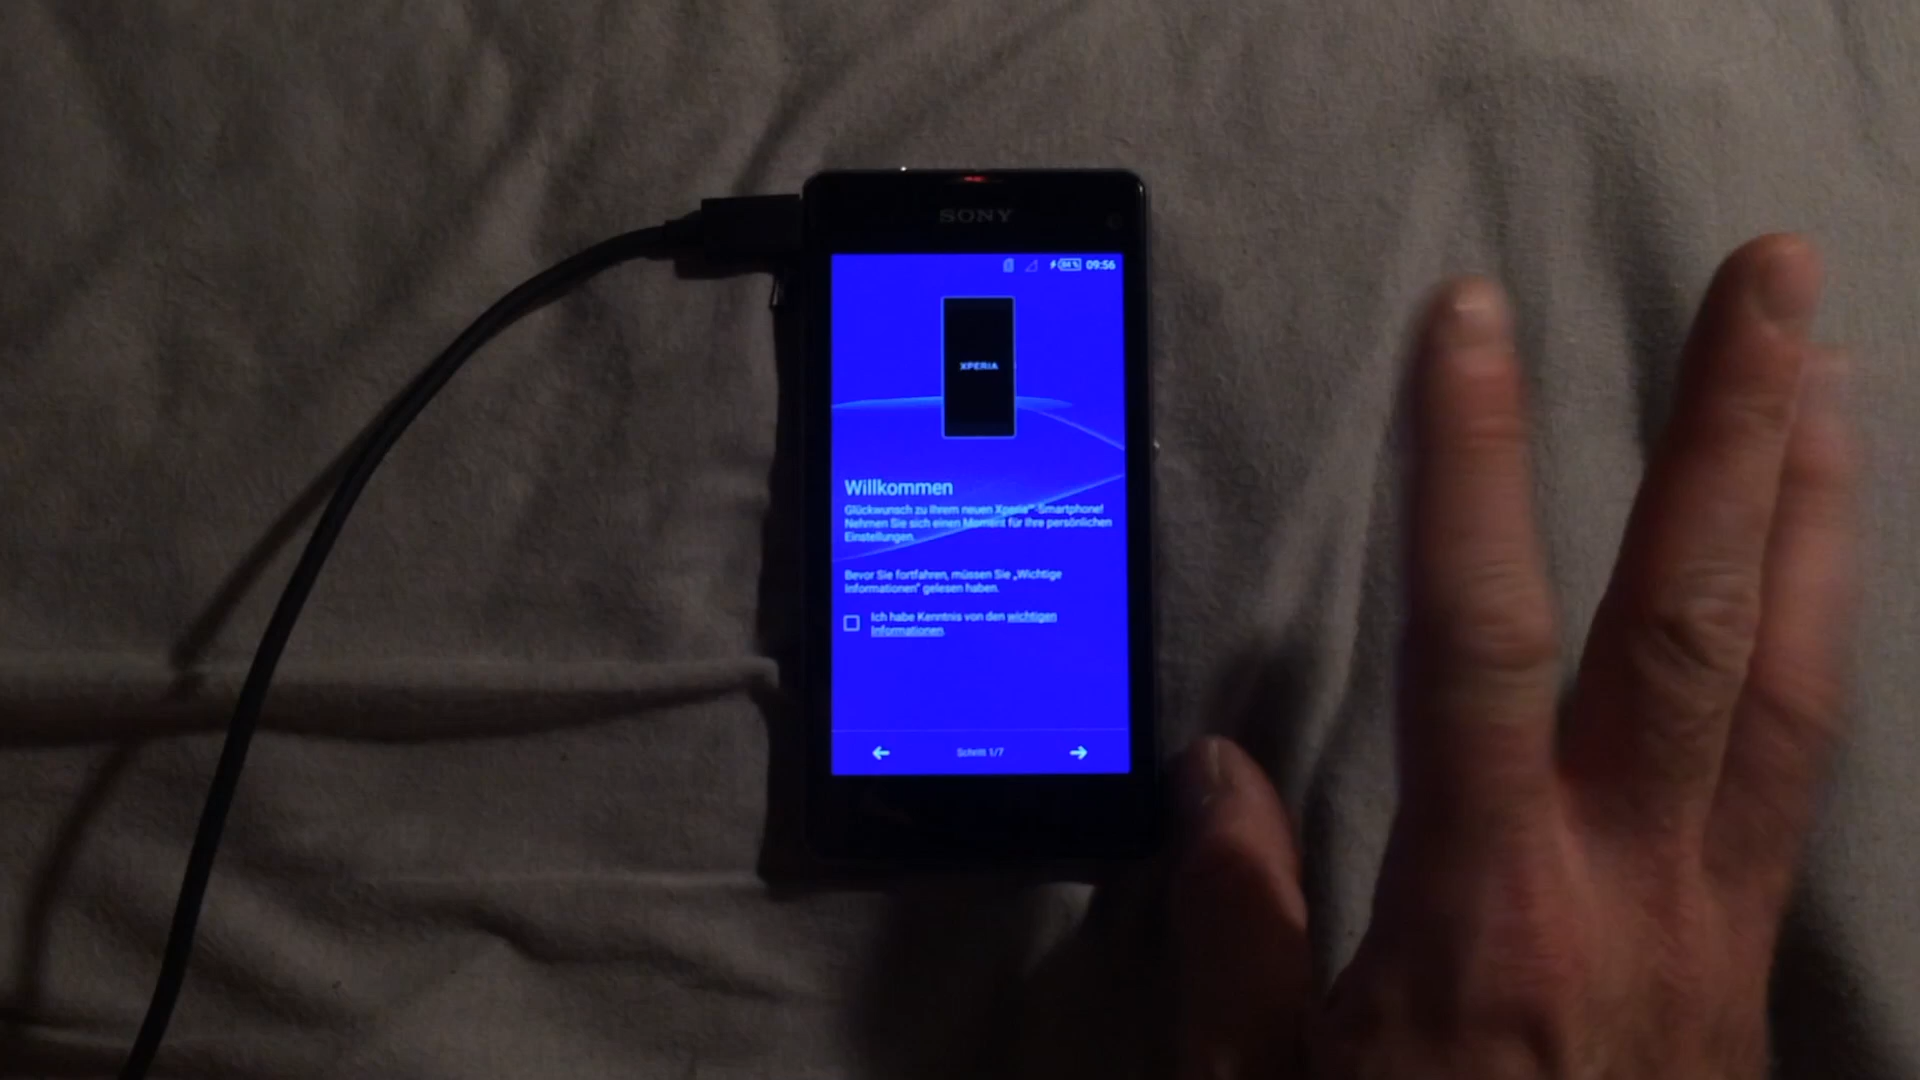 SONY
84% 09:56
XPERIA
Willkommen
Glückwunsch zu Ihrem neuen Xperia™-Smartphone!
Nehmen Sie sich einen Moment für Ihre persönlichen
Einstellungen.
Bevor Sie fortfahren, müssen Sie „Wichtige
Informationen“ gelesen haben.
Ich habe Kenntnis von den wichtigen
Informationen.
Schritt 1/7